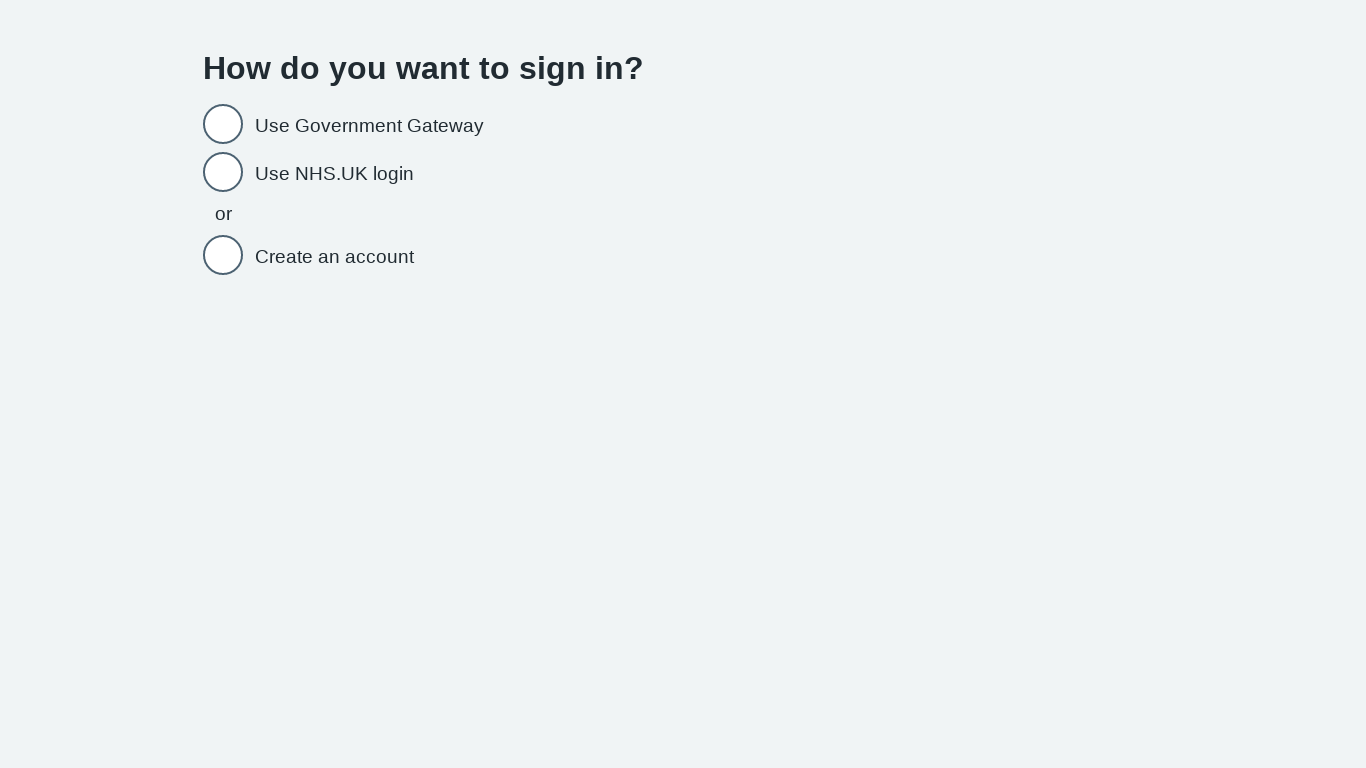 How do you want to sign in?
Use Government Gateway
Use NHS.UK login
or
Create an account